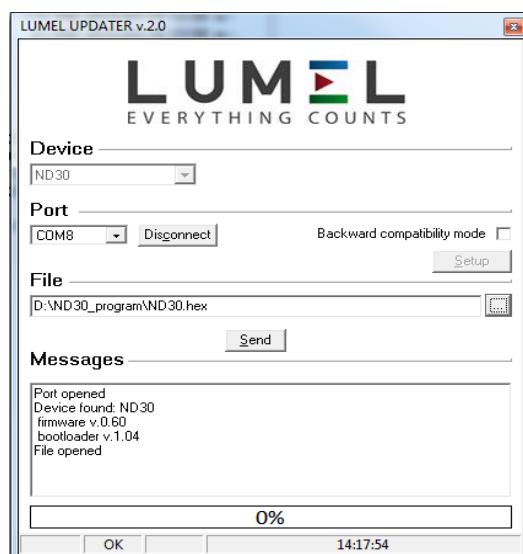 LUMEL UPDATER v.2.0
LUMEL
EVERYTHING COUNTS
Device
ND30
Port
COM8
Disconnect
Backward compatibility mode
Setup
File
D:\ND30_program\ND30.hex
...
Send
Messages
Port opened
Device found: ND30
firmware v.0.60
bootloader v.1.04
File opened
0%
OK
14:17:54